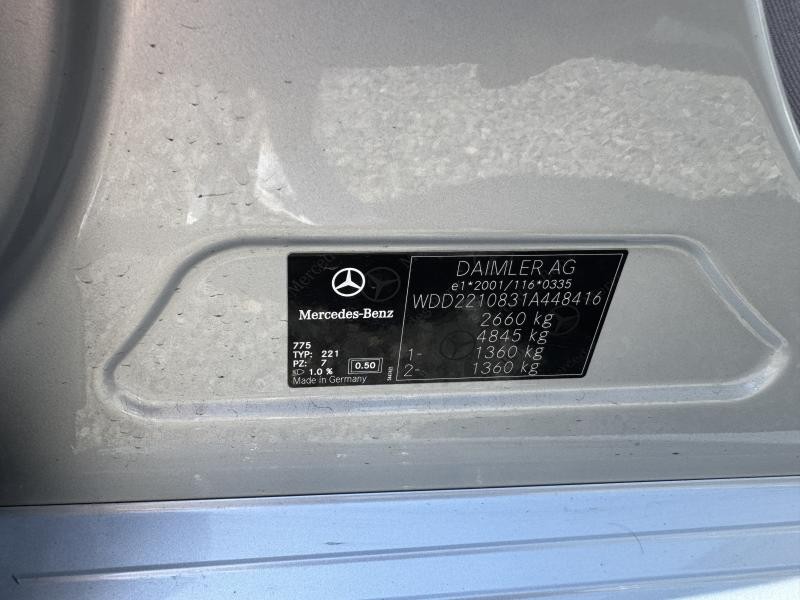 Mercedes-Benz
775
TYP: 221
PZ: 7
1.0 %
0.50
Made in Germany
DAIMLER AG
e1*2001/116*0335
WDD2210831A448416
2660 kg
4845 kg
1- 1360 kg
2- 1360 kg